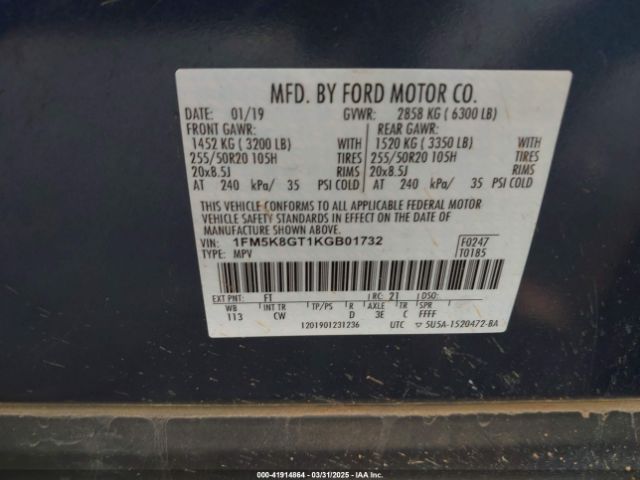 MFD. BY FORD MOTOR CO.
DATE: 01/19 GVWR: 2858 KG ( 6300 LB)
FRONT GAWR: REAR GAWR:
1452 KG ( 3200 LB) WITH 1520 KG ( 3350 LB) WITH
255/50R20 105H TIRES 255/50R20 105H TIRES
20x8.5J RIMS 20x8.5J RIMS
AT 240 kPa/ 35 PSI COLD AT 240 kPa/ 35 PSI COLD
THIS VEHICLE CONFORMS TO ALL APPLICABLE FEDERAL MOTOR
VEHICLE SAFETY STANDARDS IN EFFECT ON THE DATE OF
MANUFACTURE SHOWN ABOVE.
VIN: 1FM5K8GT1KGB01732 F0247
TYPE: MPV T0185
EXT PNT: FT RC: 21 DSO:
WB INT TR TP/PS R AXLE TR SPR
113 CW D 3E C FFFF
1201901231236 UTC ▽ 5U5A-1520472-BA
000-41914864 - 03/31/2025 - COPYRIGHT IAA, Inc.